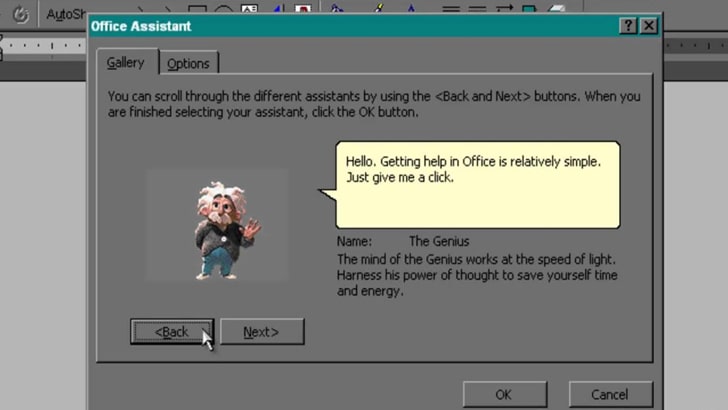 AutoSh
Office Assistant
Gallery
Options
You can scroll through the different assistants by using the <Back and Next> buttons. When you
are finished selecting your assistant, click the OK button.
Hello. Getting help in Office is relatively simple.
Just give me a click.
Name: The Genius
The mind of the Genius works at the speed of light.
Harness his power of thought to save yourself time
and energy.
<Back
Next>
OK
Cancel